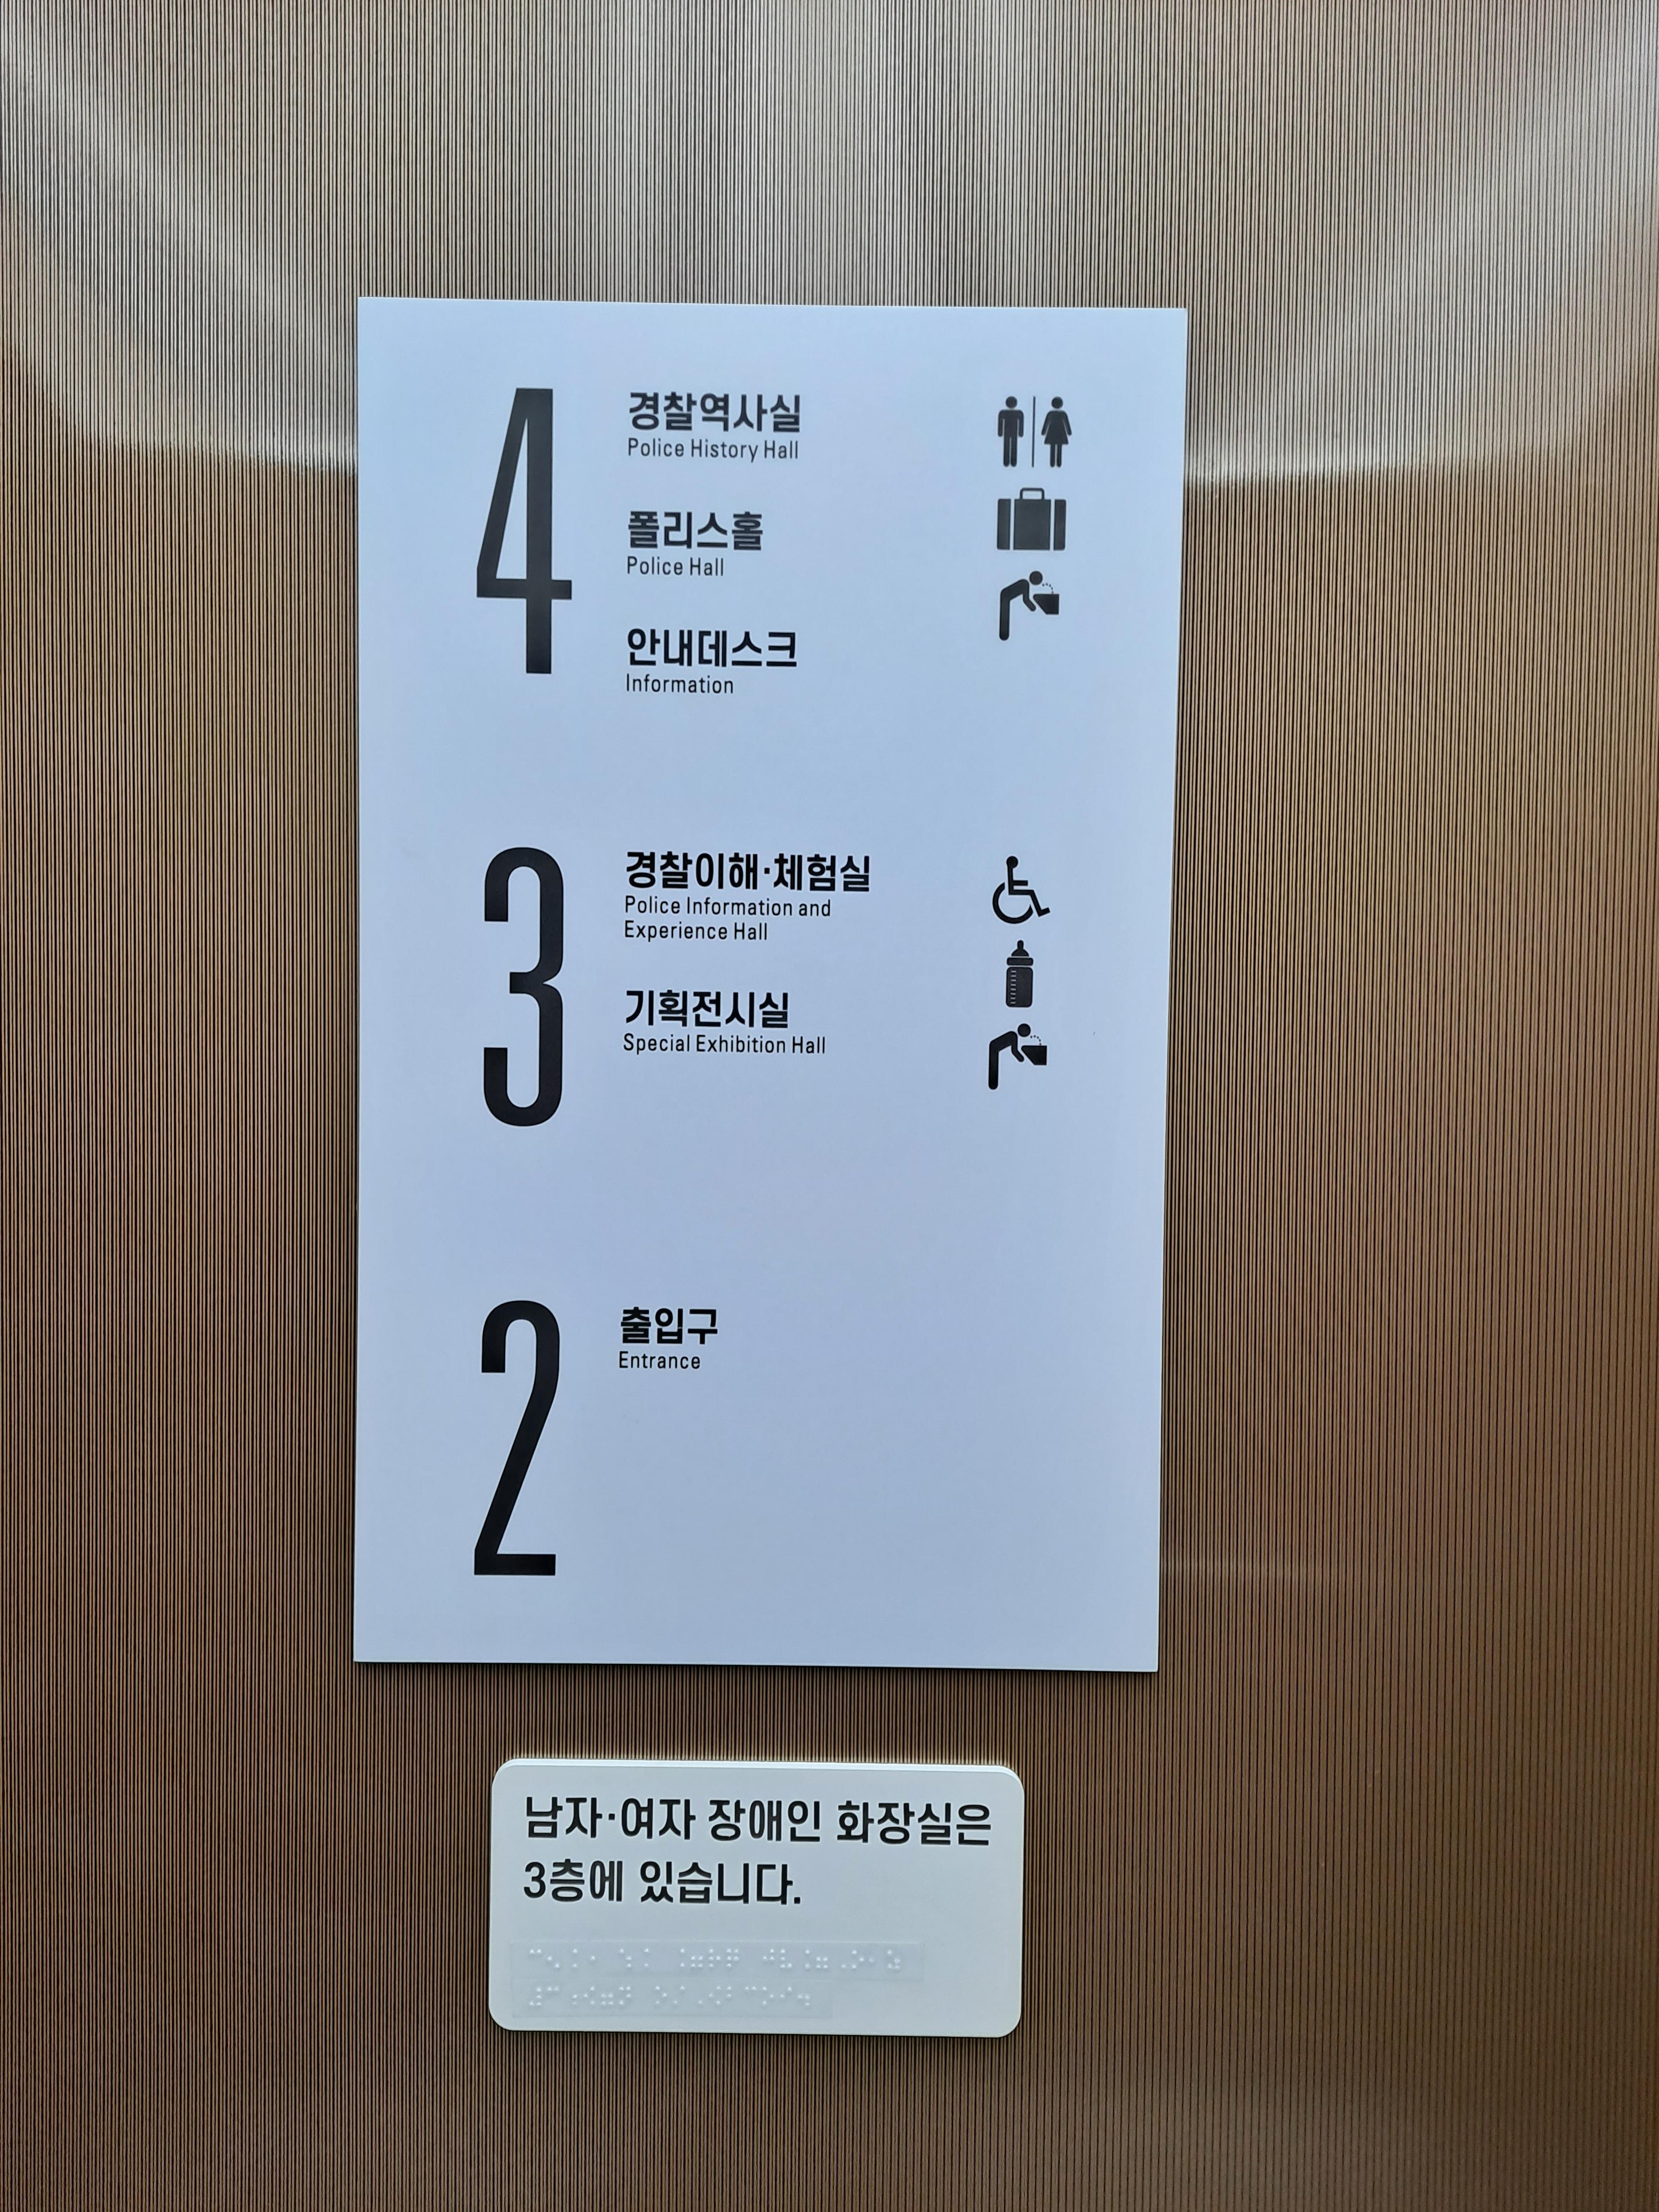 4
경찰역사실
Police History Hall
폴리스홀
Police Hall
안내데스크
Information
3
경찰이해·체험실
Police Information and
Experience Hall
기획전시실
Special Exhibition Hall
2
출입구
Entrance
남자·여자 장애인 화장실은
3층에 있습니다.